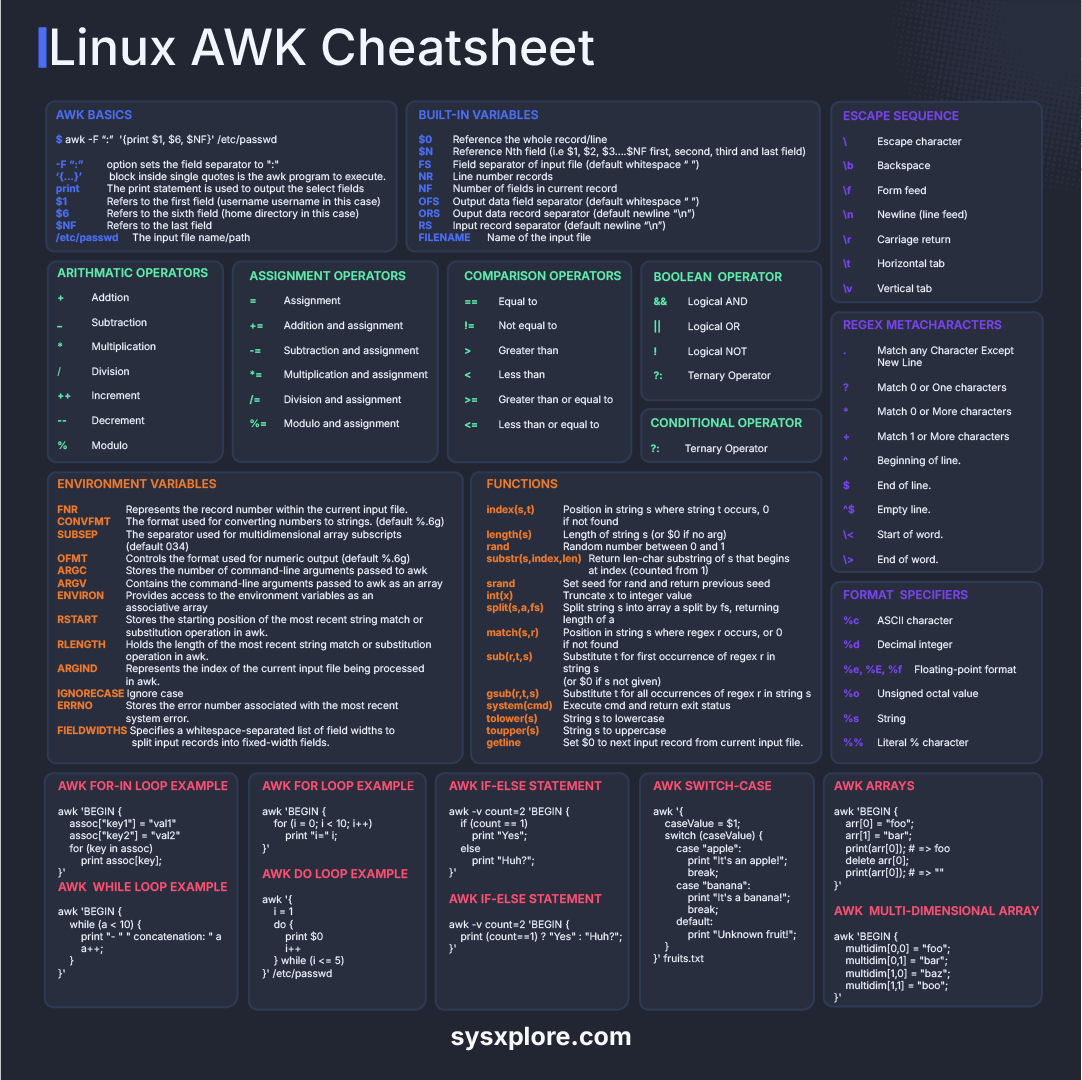 Linux AWK Cheatsheet
AWK BASICS
$ awk -F “:” '{print $1, $6, $NF}' /etc/passwd
-F “:” option sets the field separator to ":"
‘{...}’ block inside single quotes is the awk program to execute.
print The print statement is used to output the select fields
$1 Refers to the first field (username username in this case)
$6 Refers to the sixth field (home directory in this case)
$NF Refers to the last field
/etc/passwd The input file name/path
BUILT-IN VARIABLES
$0 Reference the whole record/line
$N Reference Nth field (i.e $1, $2, $3....$NF first, second, third and last field)
FS Field separator of input file (default whitespace “ ”)
NR Line number records
NF Number of fields in current record
OFS Output data field separator (default whitespace “ ”)
ORS Ouput data record separator (default newline “\n”)
RS Input record separator (default newline “\n”)
FILENAME Name of the input file
ESCAPE SEQUENCE
\ Escape character
\b Backspace
\f Form feed
\n Newline (line feed)
\r Carriage return
\t Horizontal tab
\v Vertical tab
ARITHMATIC OPERATORS
+ Addtion
_ Subtraction
* Multiplication
/ Division
++ Increment
-- Decrement
% Modulo
ASSIGNMENT OPERATORS
= Assignment
+= Addition and assignment
-= Subtraction and assignment
*= Multiplication and assignment
/= Division and assignment
%= Modulo and assignment
COMPARISON OPERATORS
== Equal to
!= Not equal to
> Greater than
< Less than
>= Greater than or equal to
<= Less than or equal to
BOOLEAN OPERATOR
&& Logical AND
|| Logical OR
! Logical NOT
?: Ternary Operator
CONDITIONAL OPERATOR
?: Ternary Operator
REGEX METACHARACTERS
. Match any Character Except
New Line
? Match 0 or One characters
* Match 0 or More characters
+ Match 1 or More characters
^ Beginning of line.
$ End of line.
^$ Empty line.
\< Start of word.
\> End of word.
ENVIRONMENT VARIABLES
FNR Represents the record number within the current input file.
CONVFMT The format used for converting numbers to strings. (default %.6g)
SUBSEP The separator used for multidimensional array subscripts
(default 034)
OFMT Controls the format used for numeric output (default %.6g)
ARGC Stores the number of command-line arguments passed to awk
ARGV Contains the command-line arguments passed to awk as an array
ENVIRON Provides access to the environment variables as an
associative array
RSTART Stores the starting position of the most recent string match or
substitution operation in awk.
RLENGTH Holds the length of the most recent string match or substitution
operation in awk.
ARGIND Represents the index of the current input file being processed
in awk.
IGNORECASE Ignore case
ERRNO Stores the error number associated with the most recent
system error.
FIELDWIDTHS Specifies a whitespace-separated list of field widths to
split input records into fixed-width fields.
FUNCTIONS
index(s,t) Position in string s where string t occurs, 0
if not found
length(s) Length of string s (or $0 if no arg)
rand Random number between 0 and 1
substr(s,index,len) Return len-char substring of s that begins
at index (counted from 1)
srand Set seed for rand and return previous seed
int(x) Truncate x to integer value
split(s,a,fs) Split string s into array a split by fs, returning
length of a
match(s,r) Position in string s where regex r occurs, or 0
if not found
sub(r,t,s) Substitute t for first occurrence of regex r in
string s
(or $0 if s not given)
gsub(r,t,s) Substitute t for all occurrences of regex r in string s
system(cmd) Execute cmd and return exit status
tolower(s) String s to lowercase
toupper(s) String s to uppercase
getline Set $0 to next input record from current input file.
FORMAT SPECIFIERS
%c ASCII character
%d Decimal integer
%e, %E, %f Floating-point format
%o Unsigned octal value
%s String
%% Literal % character
AWK FOR-IN LOOP EXAMPLE
awk 'BEGIN {
assoc["key1"] = "val1"
assoc["key2"] = "val2"
for (key in assoc)
print assoc[key];
}'
AWK WHILE LOOP EXAMPLE
awk 'BEGIN {
while (a < 10) {
print "- " " concatenation: " a
a++;
}
}'
AWK FOR LOOP EXAMPLE
awk 'BEGIN {
for (i = 0; i < 10; i++)
print "i=" i;
}'
AWK DO LOOP EXAMPLE
awk '{
i = 1
do {
print $0
i++
} while (i <= 5)
}' /etc/passwd
AWK IF-ELSE STATEMENT
awk -v count=2 'BEGIN {
if (count == 1)
print "Yes";
else
print "Huh?";
}'
AWK IF-ELSE STATEMENT
awk -v count=2 'BEGIN {
print (count==1) ? "Yes" : "Huh?";
}'
AWK SWITCH-CASE
awk '{
caseValue = $1;
switch (caseValue) {
case "apple":
print "It's an apple!";
break;
case "banana":
print "It's a banana!";
break;
default:
print "Unknown fruit!";
}
}' fruits.txt
AWK ARRAYS
awk 'BEGIN {
arr[0] = "foo";
arr[1] = "bar";
print(arr[0]); # => foo
delete arr[0];
print(arr[0]); # => ""
}'
AWK MULTI-DIMENSIONAL ARRAY
awk 'BEGIN {
multidim[0,0] = "foo";
multidim[0,1] = "bar";
multidim[1,0] = "baz";
multidim[1,1] = "boo";
}'
sysxplore.com